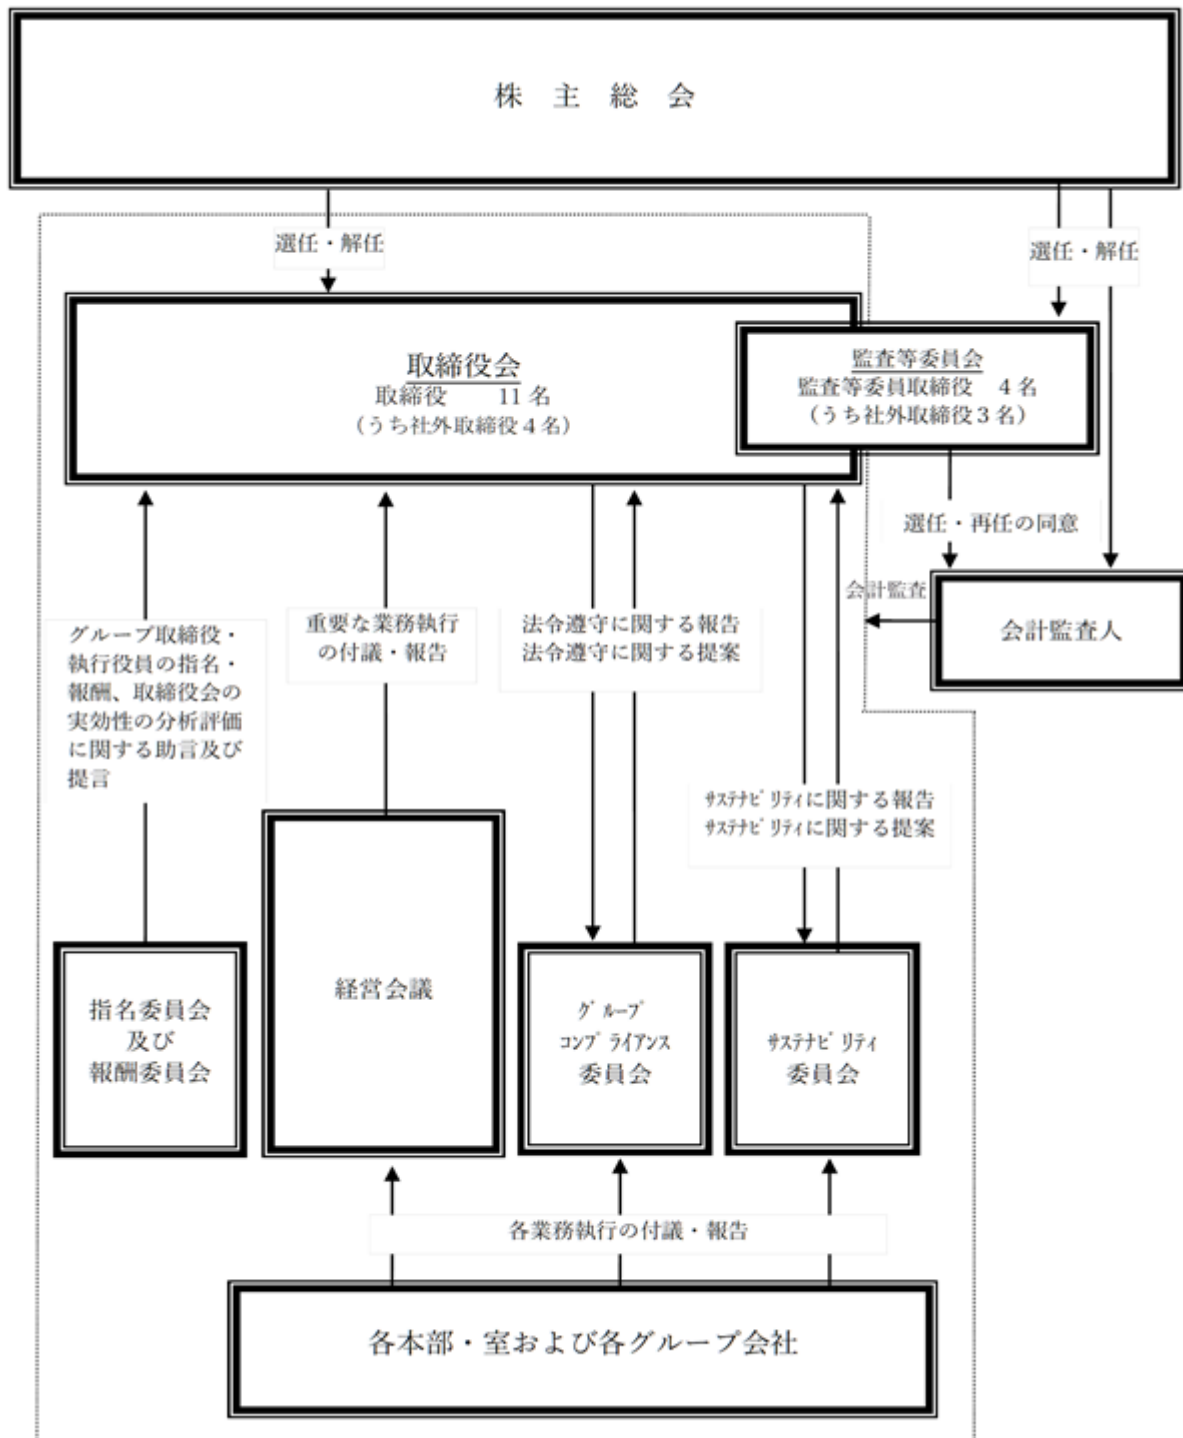 株 主 総 会
選任・解任
選任・解任
取締役会
取締役 11 名
（うち社外取締役４名）
監査等委員会
監査等委員取締役 4 名
（うち社外取締役３名）
選任・再任の同意
会計監査
会計監査人
グループ取締役・
執行役員の指名・
報酬、取締役会の
実効性の分析評価
に関する助言及び
提言
重要な業務執行
の付議・報告
法令遵守に関する報告
法令遵守に関する提案
ｻｽﾃﾅﾋﾞﾘﾃｨに関する報告
ｻｽﾃﾅﾋﾞﾘﾃｨに関する提案
指名委員会
及び
報酬委員会
経営会議
ｸﾞﾙｰﾌﾟ
ｺﾝﾌﾟﾗｲｱﾝｽ
委員会
ｻｽﾃﾅﾋﾞﾘﾃｨ
委員会
各業務執行の付議・報告
各本部・室および各グループ会社